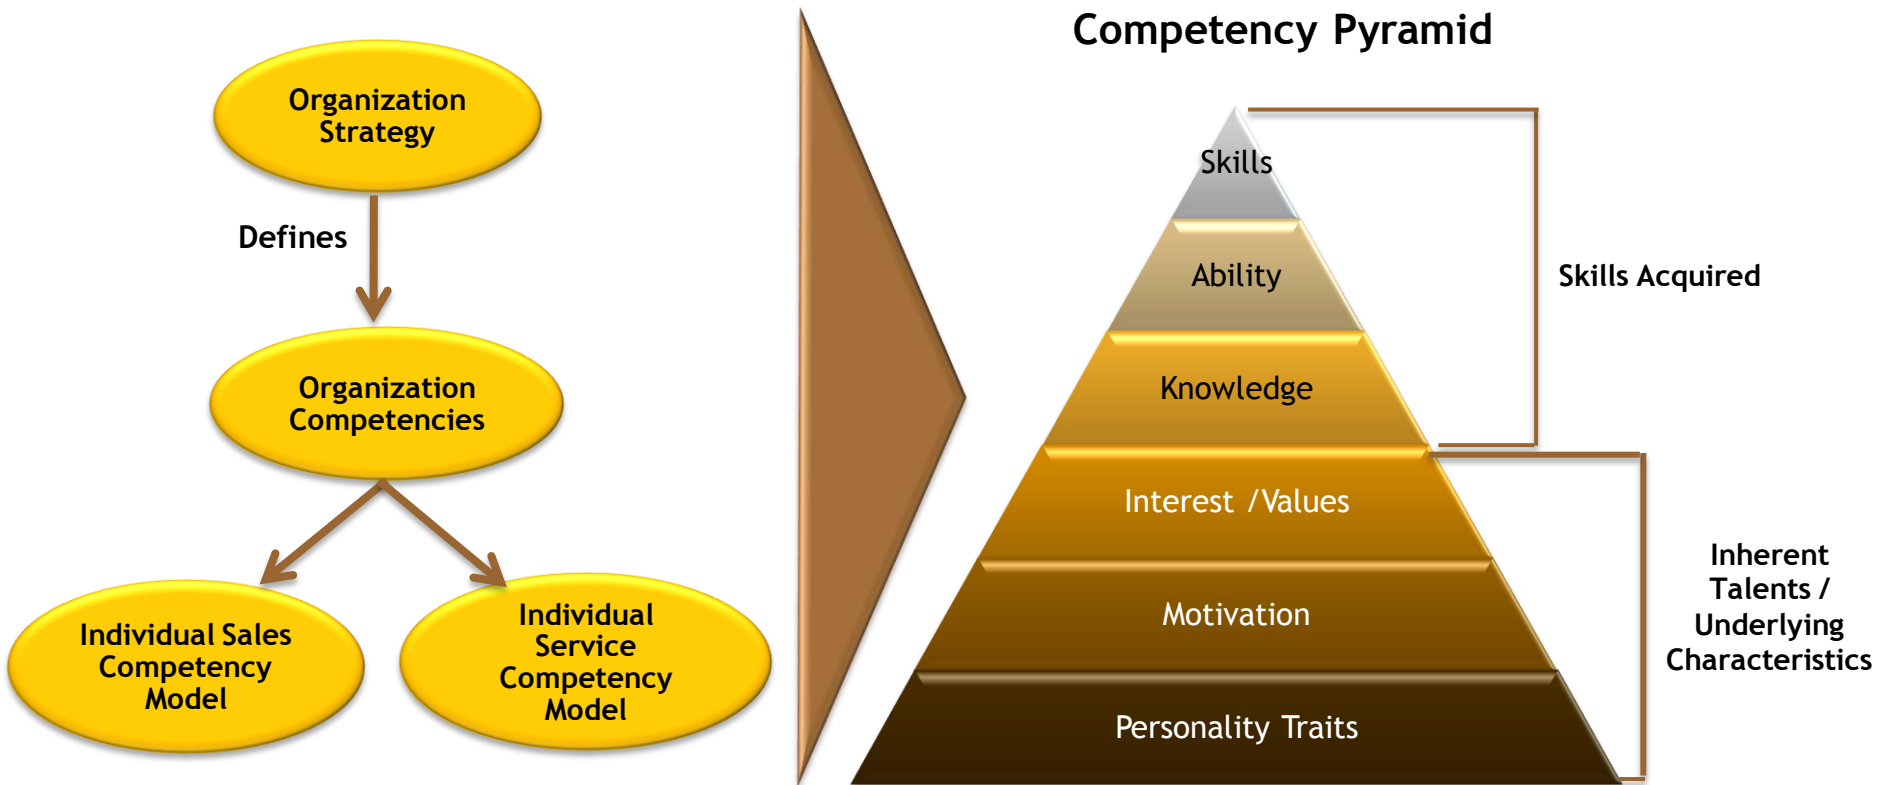 Organization
Strategy
Defines
Organization
Competencies
Individual Sales
Competency
Model
Individual
Service
Competency
Model
Competency Pyramid
Skills
Ability
Knowledge
Interest /Values
Motivation
Personality Traits
Skills Acquired
Inherent
Talents /
Underlying
Characteristics